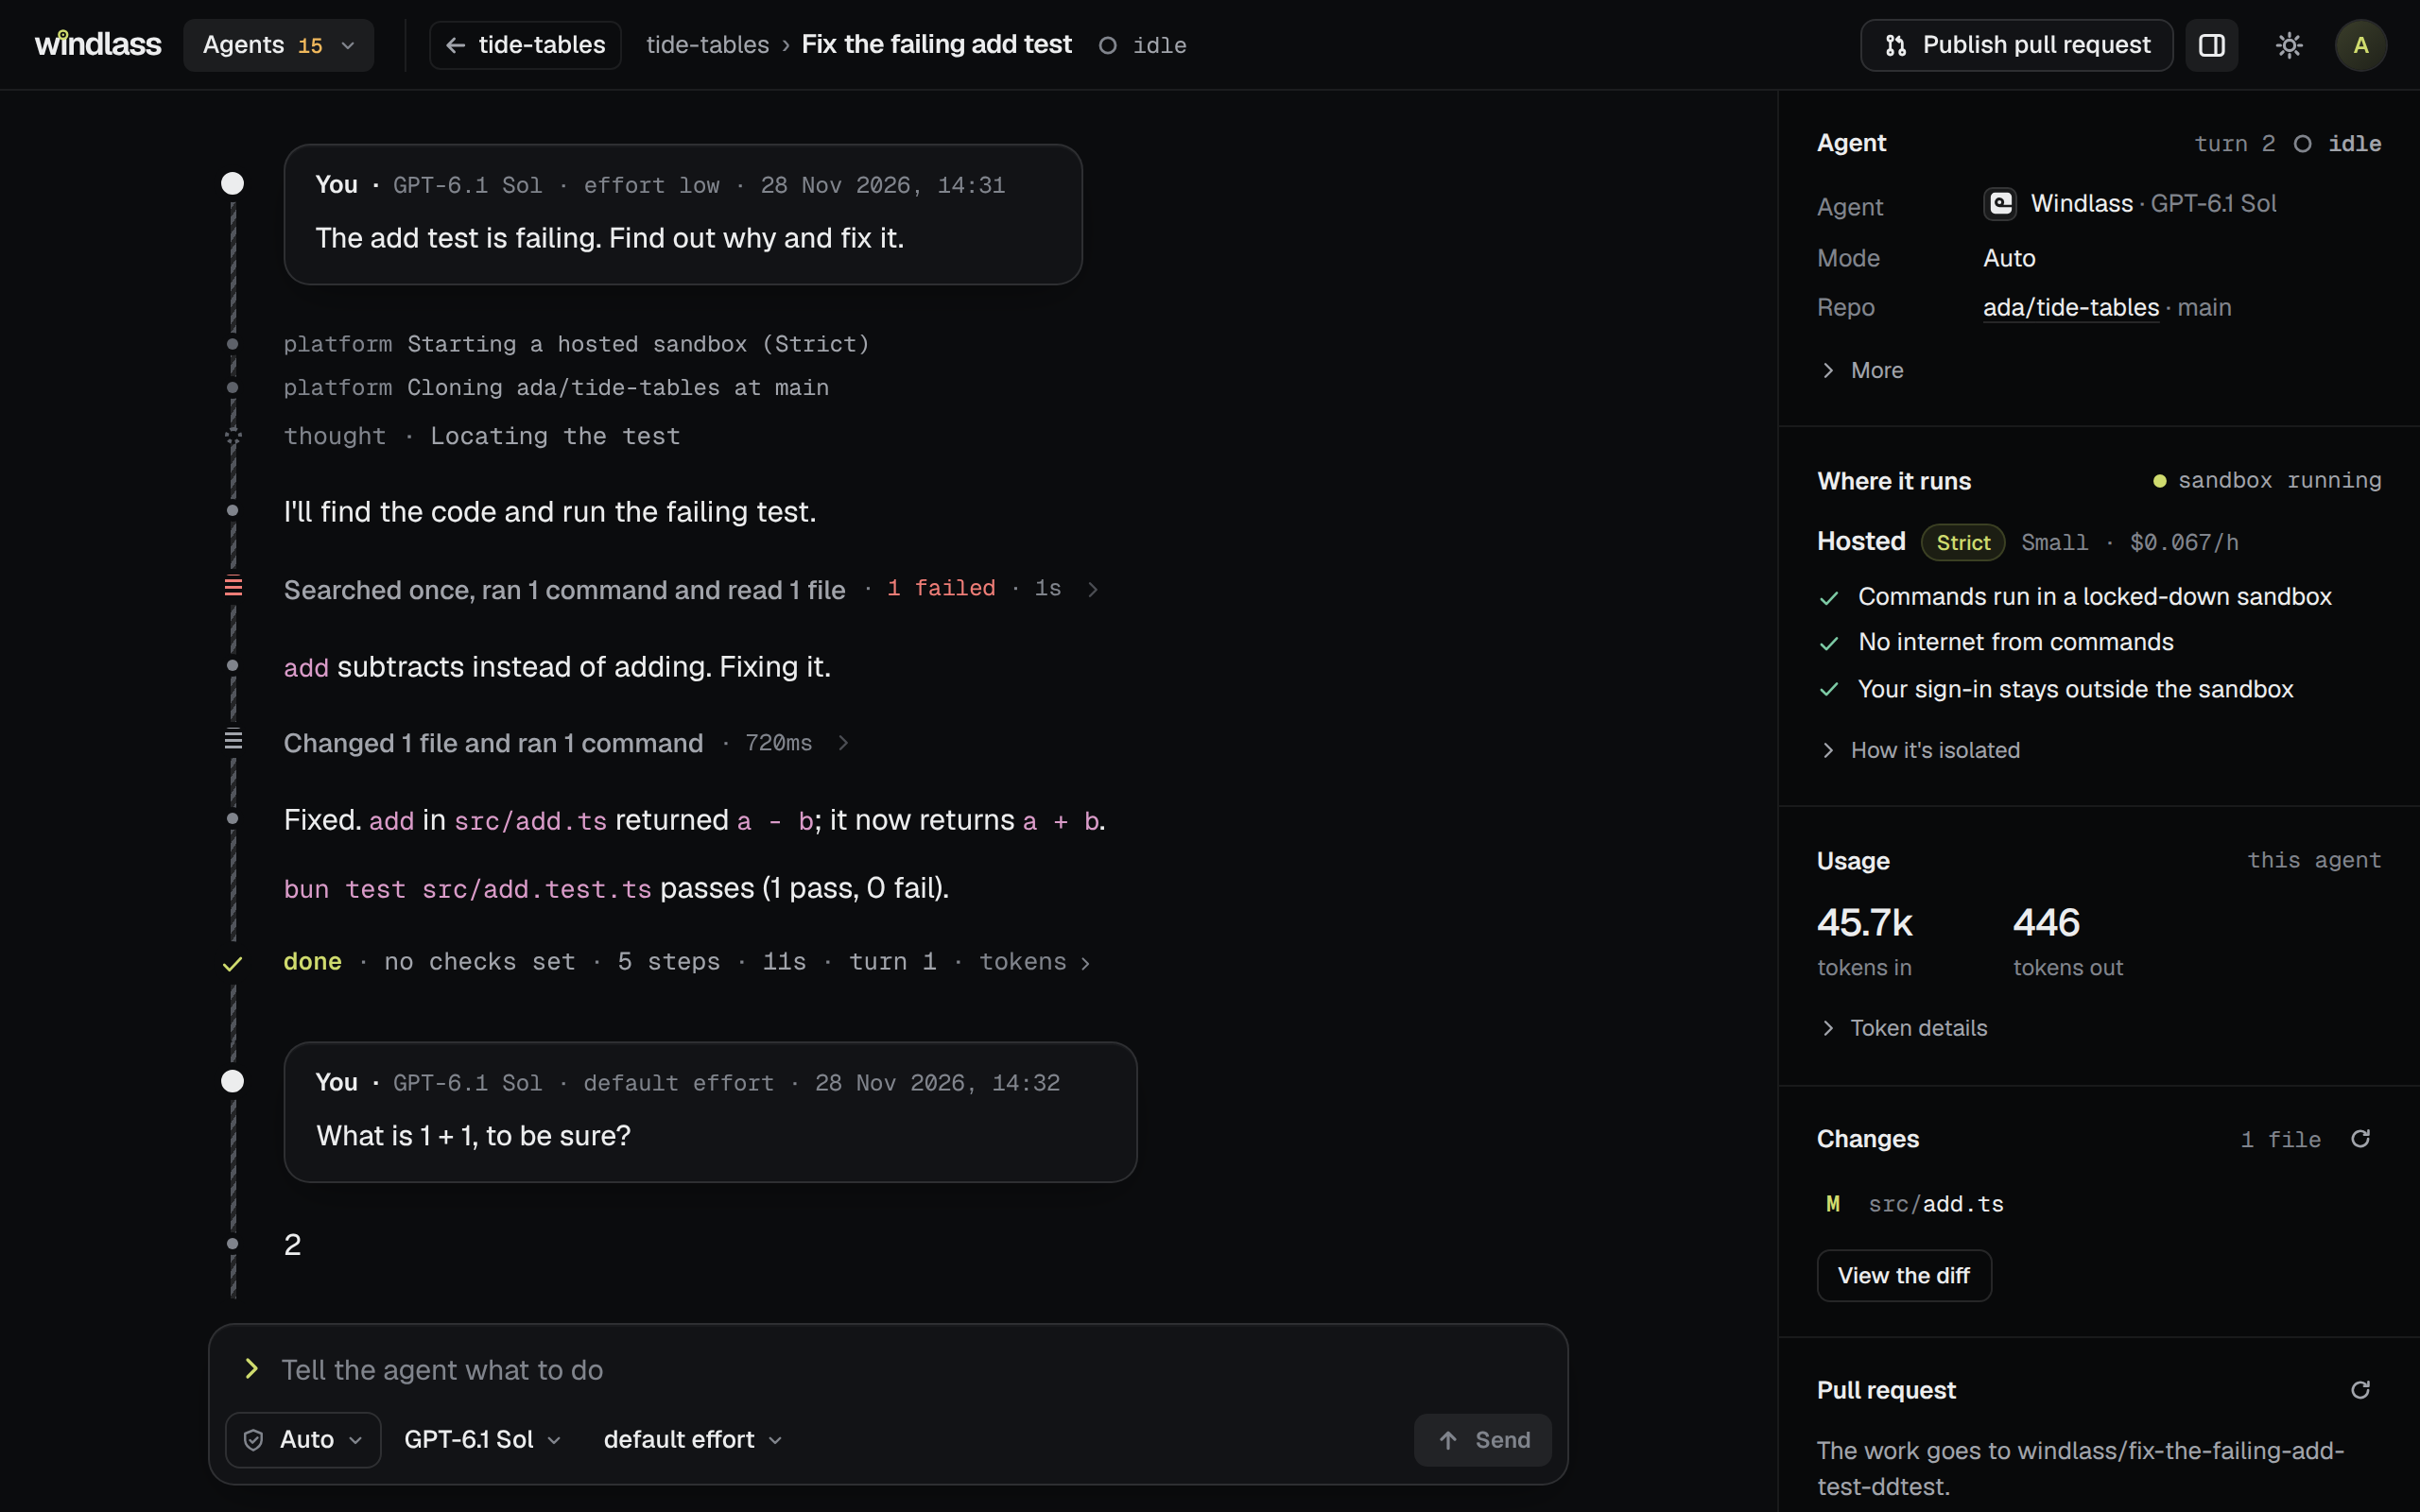 windlass Agents 15 tide-tables tide-tables › Fix the failing add test idle Publish pull request A
You · GPT-6.1 Sol · effort low · 28 Nov 2026, 14:31
The add test is failing. Find out why and fix it.
platform Starting a hosted sandbox (Strict)
platform Cloning ada/tide-tables at main
thought · Locating the test
I'll find the code and run the failing test.
Searched once, ran 1 command and read 1 file · 1 failed · 1s
add subtracts instead of adding. Fixing it.
Changed 1 file and ran 1 command · 720ms
Fixed. add in src/add.ts returned a - b; it now returns a + b.
bun test src/add.test.ts passes (1 pass, 0 fail).
done · no checks set · 5 steps · 11s · turn 1 · tokens
You · GPT-6.1 Sol · default effort · 28 Nov 2026, 14:32
What is 1 + 1, to be sure?
2
Tell the agent what to do
Auto GPT-6.1 Sol default effort Send
Agent turn 2 idle
Agent Windlass · GPT-6.1 Sol
Mode Auto
Repo ada/tide-tables · main
More
Where it runs sandbox running
Hosted Strict Small · $0.067/h
Commands run in a locked-down sandbox
No internet from commands
Your sign-in stays outside the sandbox
How it's isolated
Usage this agent
45.7k 446
tokens in tokens out
Token details
Changes 1 file
M src/add.ts
View the diff
Pull request
The work goes to windlass/fix-the-failing-add-
test-ddtest.